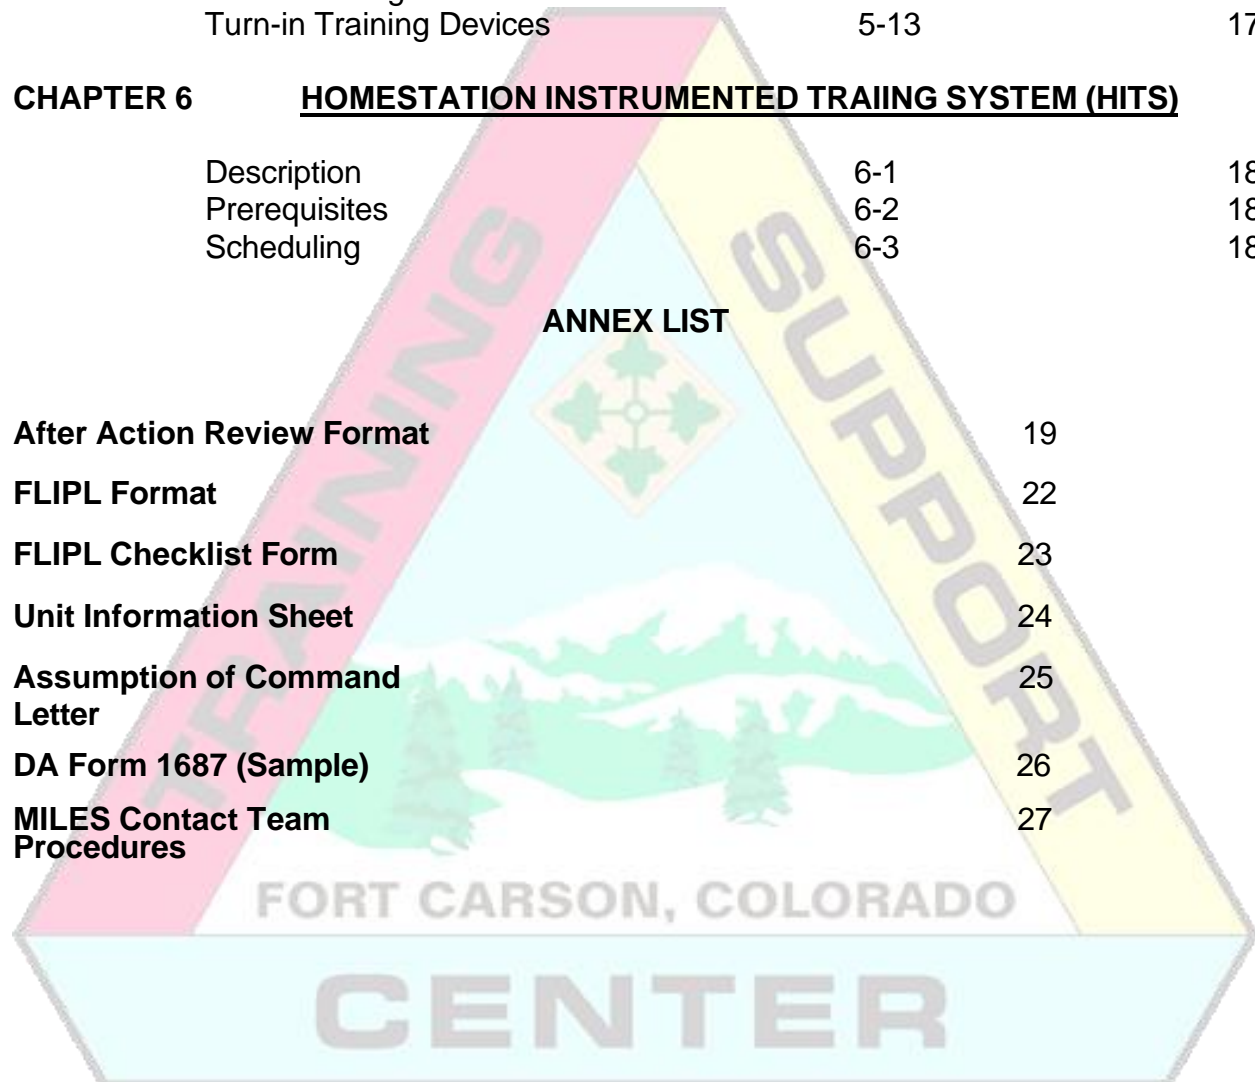 Turn-in Training Devices 5-13 17
CHAPTER 6 HOMESTATION INSTRUMENTED TRAIING SYSTEM (HITS)
Description 6-1 18
Prerequisites 6-2 18
Scheduling 6-3 18
ANNEX LIST
After Action Review Format 19
FLIPL Format 22
FLIPL Checklist Form 23
Unit Information Sheet 24
Assumption of Command 25
Letter
DA Form 1687 (Sample) 26
MILES Contact Team 27
Procedures
TRAINING
SUPPORT
FORT CARSON, COLORADO
CENTER